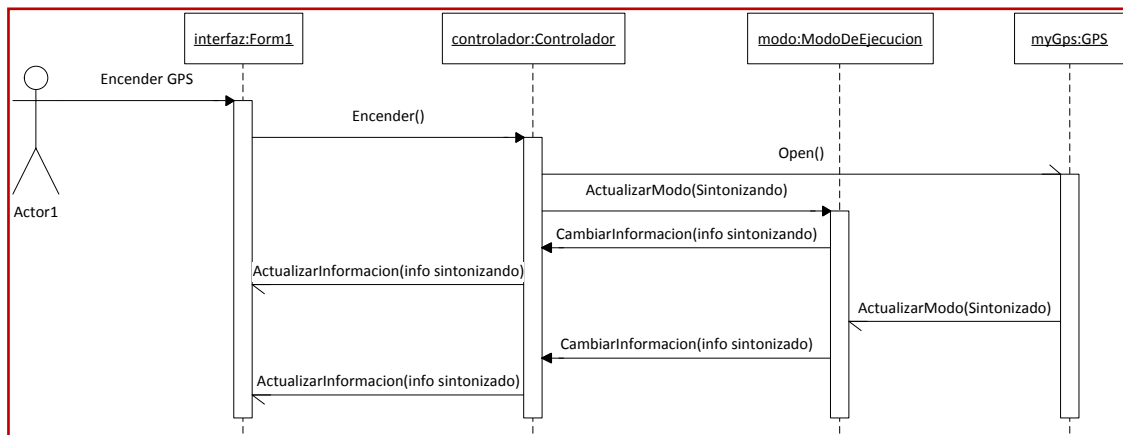 interfaz:Form1
controlador:Controlador
modo:ModoDeEjecucion
myGps:GPS
Encender GPS
Encender()
Open()
ActualizarModo(Sintonizando)
Actor1
CambiarInformacion(info sintonizando)
ActualizarInformacion(info sintonizando)
ActualizarModo(Sintonizado)
CambiarInformacion(info sintonizado)
ActualizarInformacion(info sintonizado)